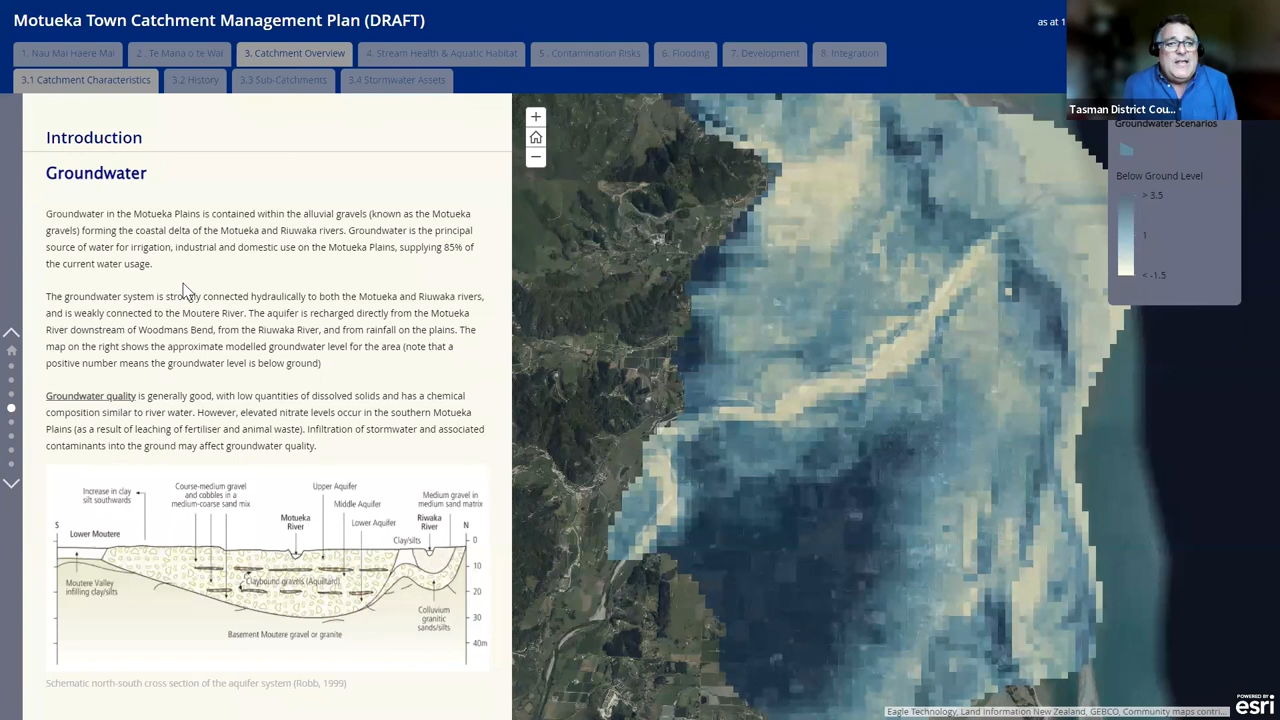 Motueka Town Catchment Management Plan (DRAFT)
as at 1
1. Nau Mai Haere Mai
2. Te Mana o te Wai
3. Catchment Overview
4. Stream Health & Aquatic Habitat
5. Contamination Risks
6. Flooding
7. Development
8. Integration
3.1 Catchment Characteristics
3.2 History
3.3 Sub-Catchments
3.4 Stormwater Assets
Tasman District Cou...
Introduction
Groundwater
Groundwater in the Motueka Plains is contained within the alluvial gravels (known as the Motueka
gravels) forming the coastal delta of the Motueka and Riuwaka rivers. Groundwater is the principal
source of water for irrigation, industrial and domestic use on the Motueka Plains, supplying 85% of
the current water usage.
The groundwater system is strongly connected hydraulically to both the Motueka and Riuwaka rivers,
and is weakly connected to the Moutere River. The aquifer is recharged directly from the Motueka
River downstream of Woodmans Bend, from the Riuwaka River, and from rainfall on the plains. The
map on the right shows the approximate modelled groundwater level for the area (note that a
positive number means the groundwater level is below ground)
Groundwater quality is generally good, with low quantities of dissolved solids and has a chemical
composition similar to river water. However, elevated nitrate levels occur in the southern Motueka
Plains (as a result of leaching of fertiliser and animal waste). Infiltration of stormwater and associated
contaminants into the ground may affect groundwater quality.
Increase in clay
silt southwards
Course-medium gravel
and cobbles in a
medium-coarse sand mix
Upper Aquifer
Middle Aquifer
Lower Aquifer
Medium gravel in
medium sand matrix
Motueka
River
Riwaka
River
Clay/silts
S
N
Lower Moutere
0
10
20
30
40m
Moutere Valley
infilling clay/silts
Claybound gravels (Aquitard)
Colluvium
granitic
sands/silts
Basement Moutere gravel or granite
Schematic north-south cross section of the aquifer system (Robb, 1999)
+
−
Groundwater Scenarios
Below Ground Level
> 3.5
1
< -1.5
Eagle Technology, Land Information New Zealand, GEBCO, Community maps contri...
POWERED BY
esri